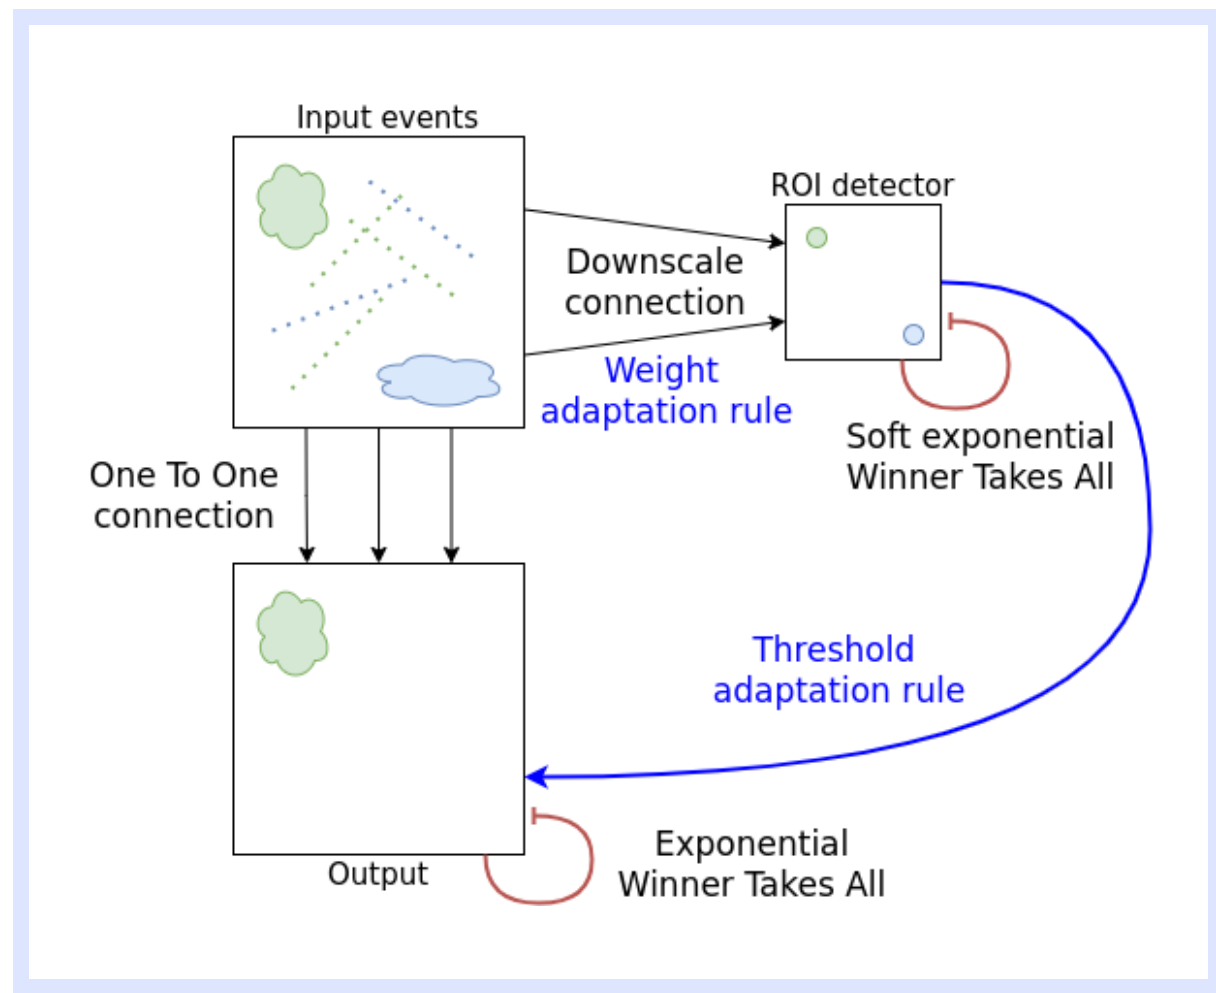 Input events
ROI detector
Downscale
connection
Weight
adaptation rule
Soft exponential
Winner Takes All
One To One
connection
Threshold
adaptation rule
Output
Exponential
Winner Takes All